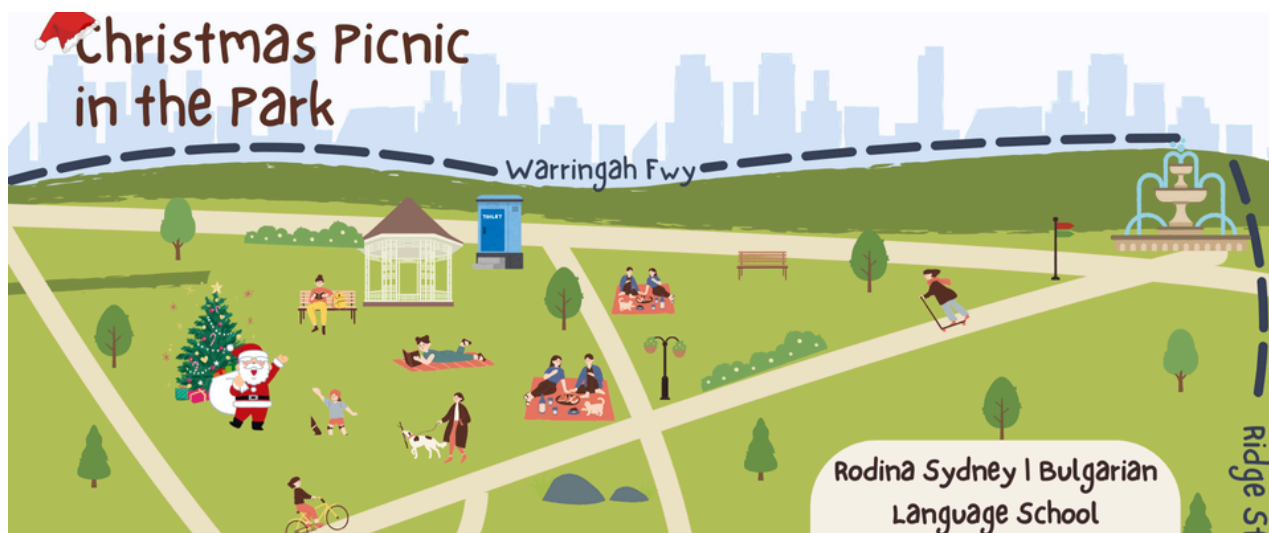 Christmas Picnic
in the Park
Warringah Fwy
TOILET
Rodina Sydney | Bulgarian
Language School
Ridge St